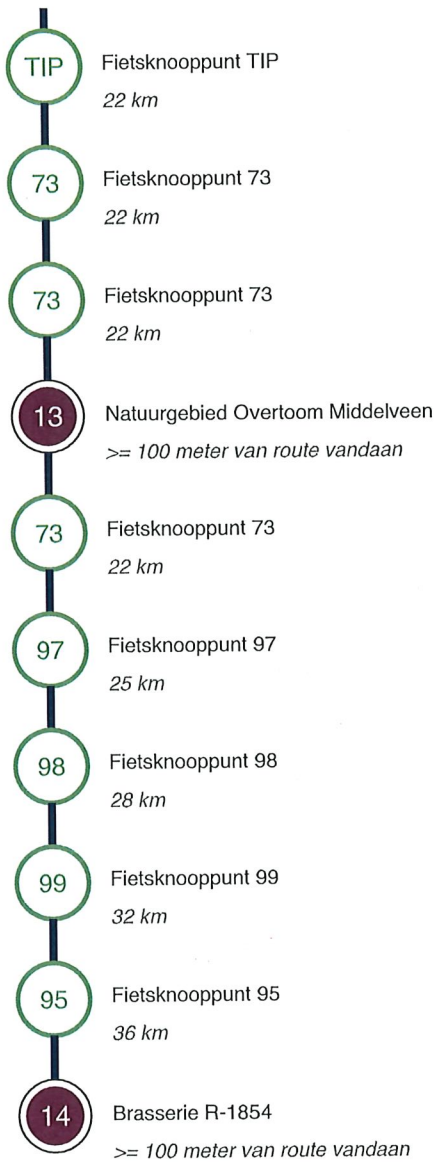 TIP Fietsknooppunt TIP
22 km
73 Fietsknooppunt 73
22 km
73 Fietsknooppunt 73
22 km
13 Natuurgebied Overtoom Middelveen
>= 100 meter van route vandaan
73 Fietsknooppunt 73
22 km
97 Fietsknooppunt 97
25 km
98 Fietsknooppunt 98
28 km
99 Fietsknooppunt 99
32 km
95 Fietsknooppunt 95
36 km
14 Brasserie R-1854
>= 100 meter van route vandaan